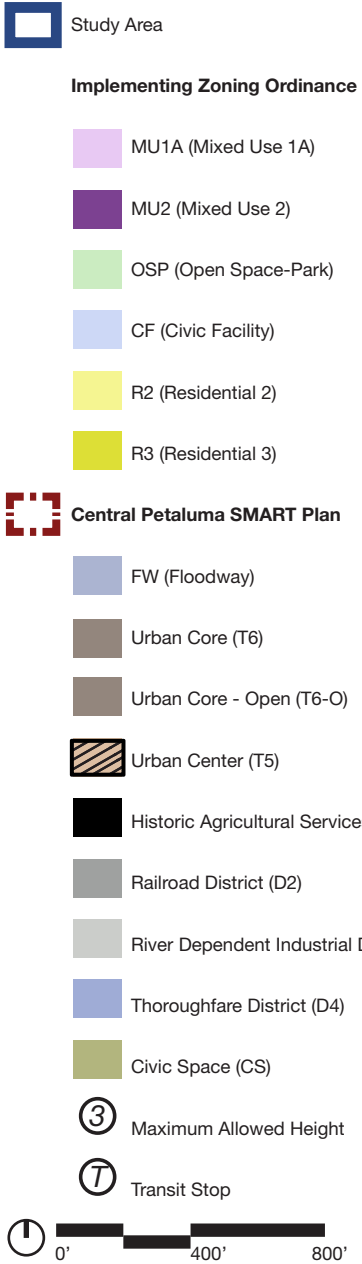 Study Area
Implementing Zoning Ordinance
MU1A (Mixed Use 1A)
MU2 (Mixed Use 2)
OSP (Open Space-Park)
CF (Civic Facility)
R2 (Residential 2)
R3 (Residential 3)
Central Petaluma SMART Plan
FW (Floodway)
Urban Core (T6)
Urban Core - Open (T6-O)
Urban Center (T5)
Historic Agricultural Service
Railroad District (D2)
River Dependent Industrial
Thoroughfare District (D4)
Civic Space (CS)
3 Maximum Allowed Height
T Transit Stop
0' 400' 800'